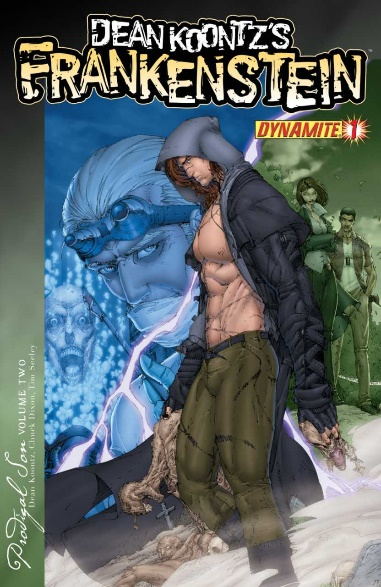 DEAN KOONTZ'S
FRANKENSTEIN
DYNAMITE 1
Prodigal Son VOLUME TWO
Dean Koontz, Chuck Dixon, Tim Seeley